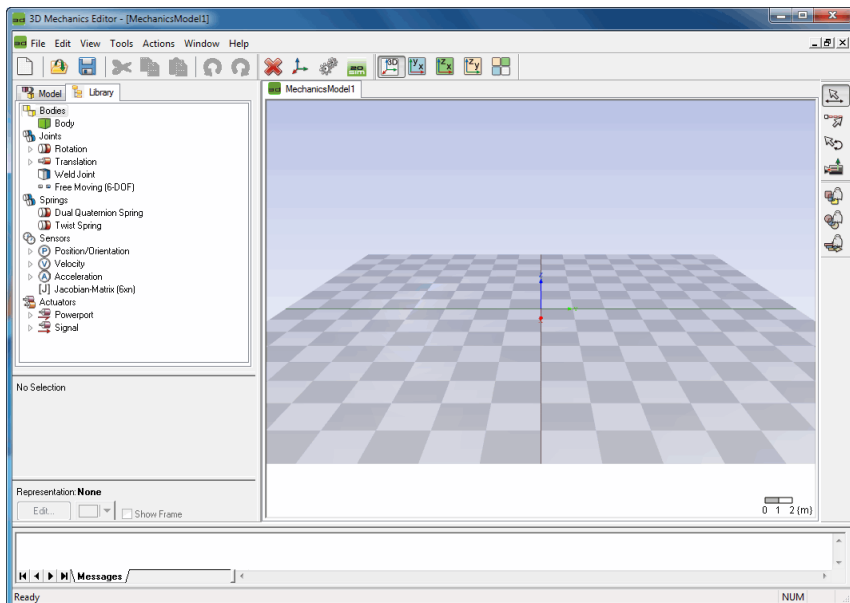 3D Mechanics Editor - [MechanicsModel1]
File Edit View Tools Actions Window Help
sim 3D y x z x z y
Model Library
MechanicsModel1
Bodies
Body
Joints
Rotation
Translation
Weld Joint
Free Moving (6-DOF)
Springs
Dual Quaternion Spring
Twist Spring
Sensors
P Position/Orientation
V Velocity
A Acceleration
[J] Jacobian-Matrix (6xn)
Actuators
Powerport
Signal
z
No Selection
Representation: None
Edit... Show Frame
0 1 2 (m)
Messages
Ready NUM